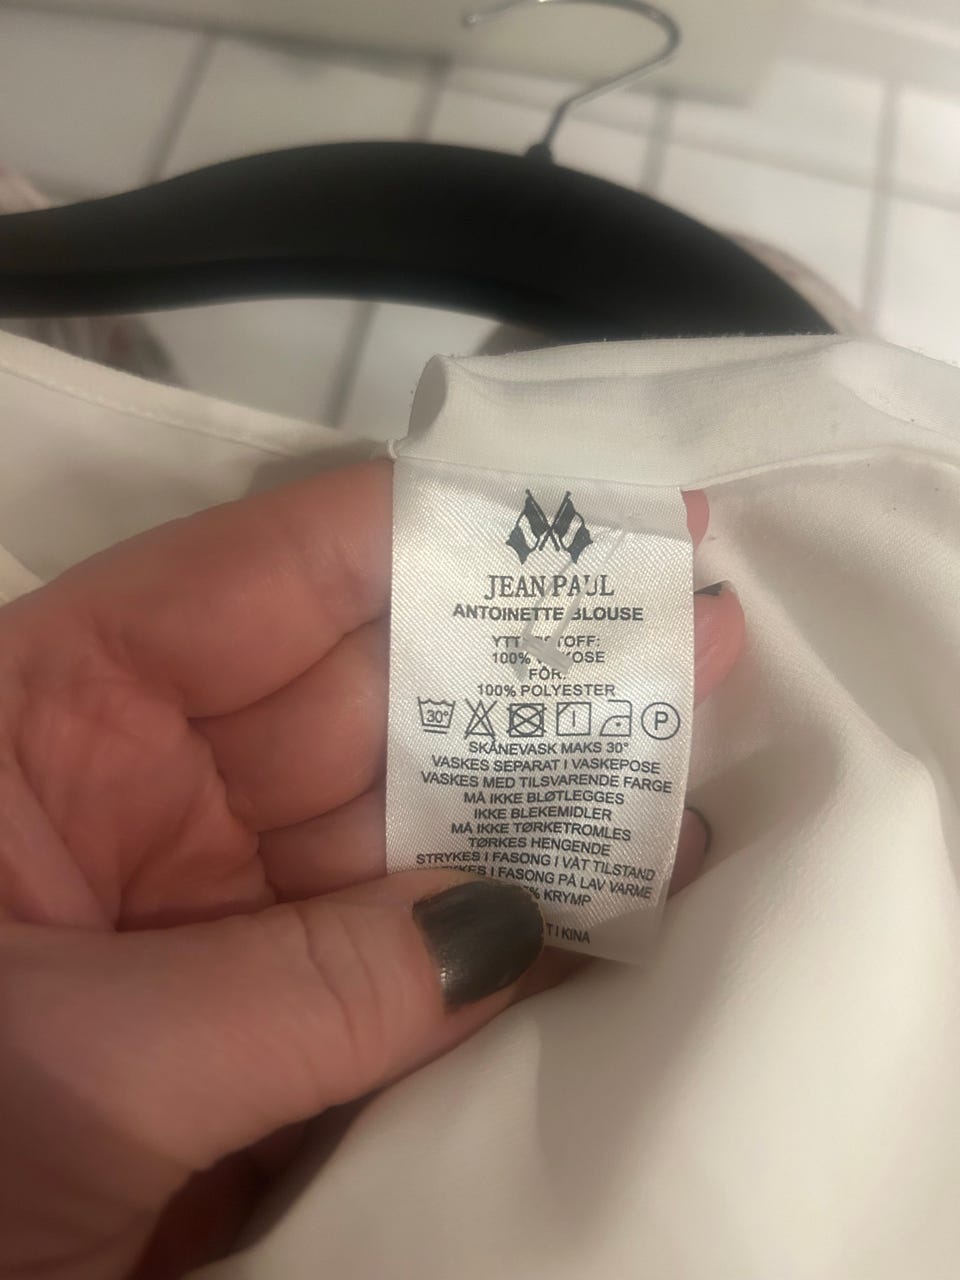 JEAN PAUL
ANTOINETTE BLOUSE
100%
FÔR:
100% POLYESTER
30° P
SKÅNEVASK MAKS 30°
VASKES SEPARAT I VASKEPOSE
VASKES MED TILSVARENDE FARGE
MÅ IKKE BLØTLEGGES
IKKE BLEKEMIDLER
MÅ IKKE TØRKETROMLES
TØRKES HENGENDE
STRYKES I FASONG I VÅT TILSTAND
I FASONG PÅ LAV VARME
% KRYMP
I KINA